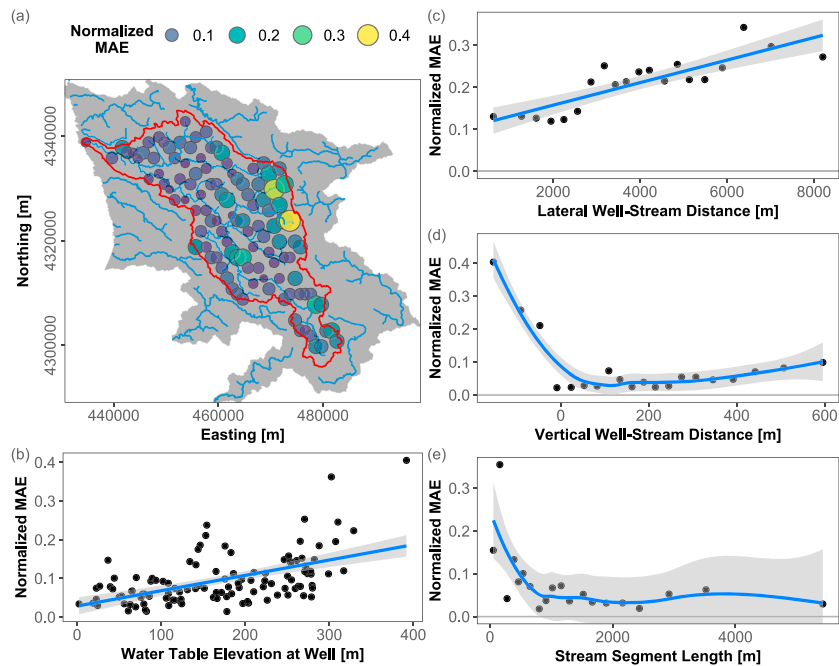 (a)
Normalized
MAE
0.1
0.2
0.3
0.4
Northing [m]
4340000
4320000
4300000
440000
460000
480000
Easting [m]
(b)
Normalized MAE
0.4
0.3
0.2
0.1
0.0
0
100
200
300
400
Water Table Elevation at Well [m]
(c)
Normalized MAE
0.3
0.2
0.1
0.0
2000
4000
6000
8000
Lateral Well-Stream Distance [m]
(d)
Normalized MAE
0.4
0.3
0.2
0.1
0.0
0
200
400
600
Vertical Well-Stream Distance [m]
(e)
Normalized MAE
0.3
0.2
0.1
0.0
0
2000
4000
Stream Segment Length [m]